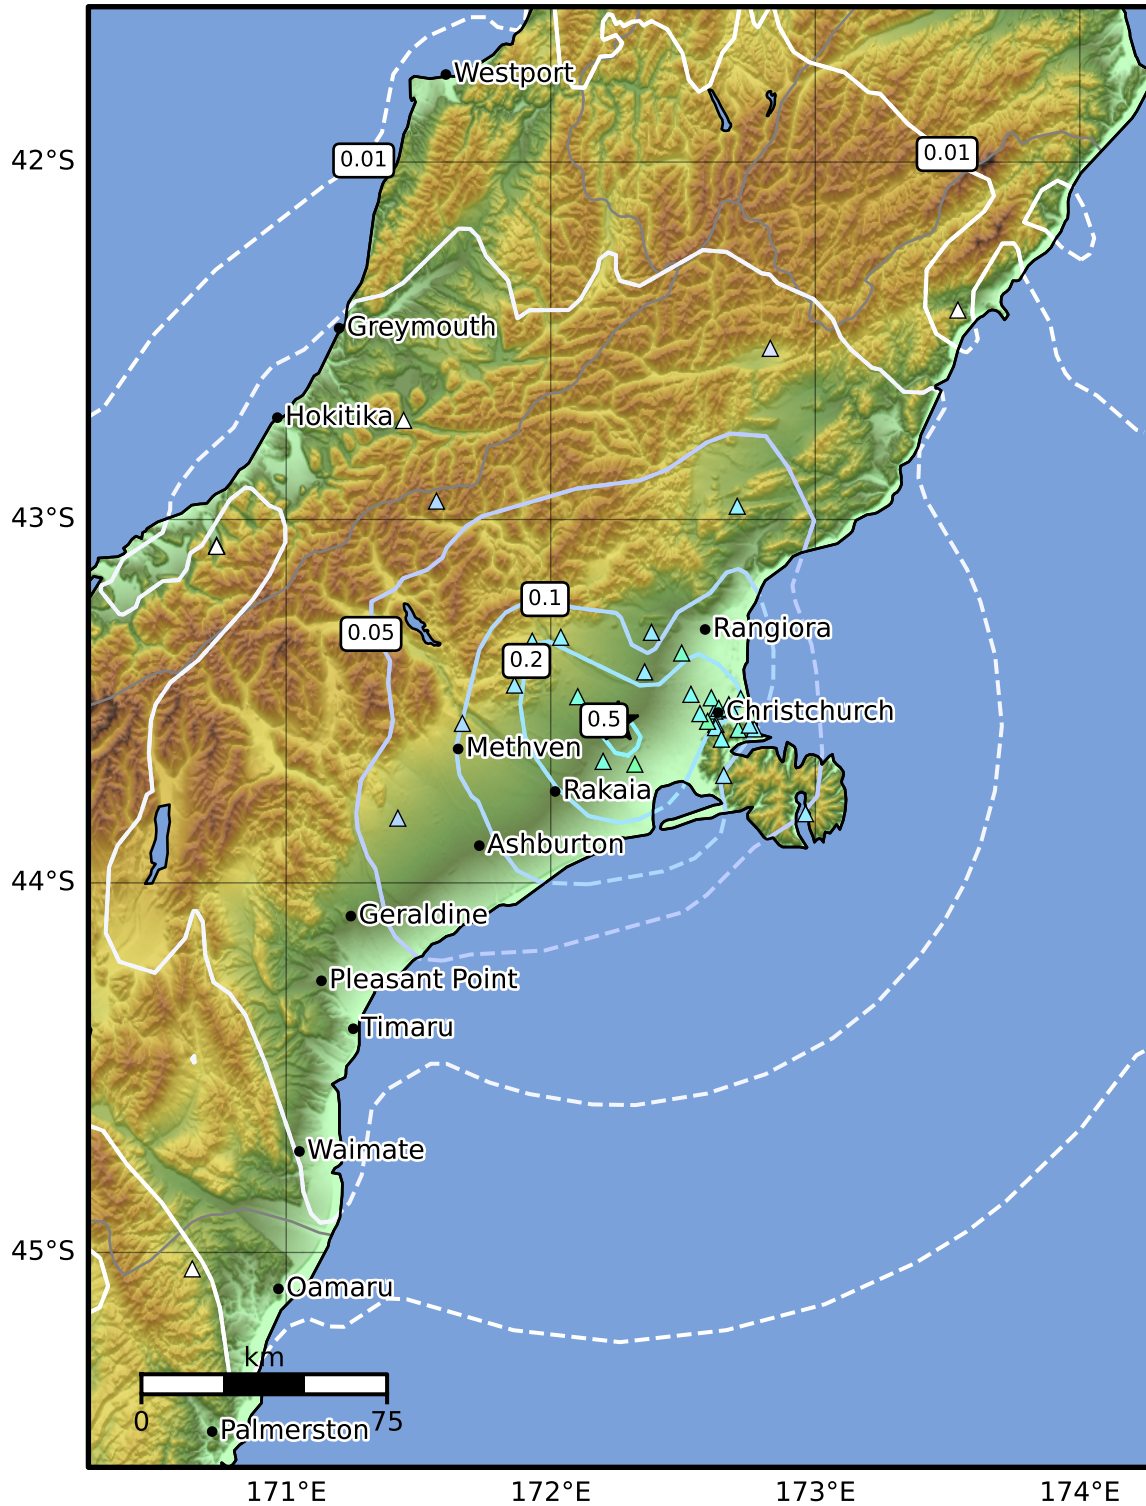 Westport
0.01
0.01
42°S
Greymouth
Hokitika
43°S
0.1
0.05
Rangiora
0.2
0.5
Christchurch
Methven
Rakaia
Ashburton
44°S
Geraldine
Pleasant Point
Timaru
Waimate
45°S
Oamaru
km
0
75
Palmerston
171°E
172°E
173°E
174°E